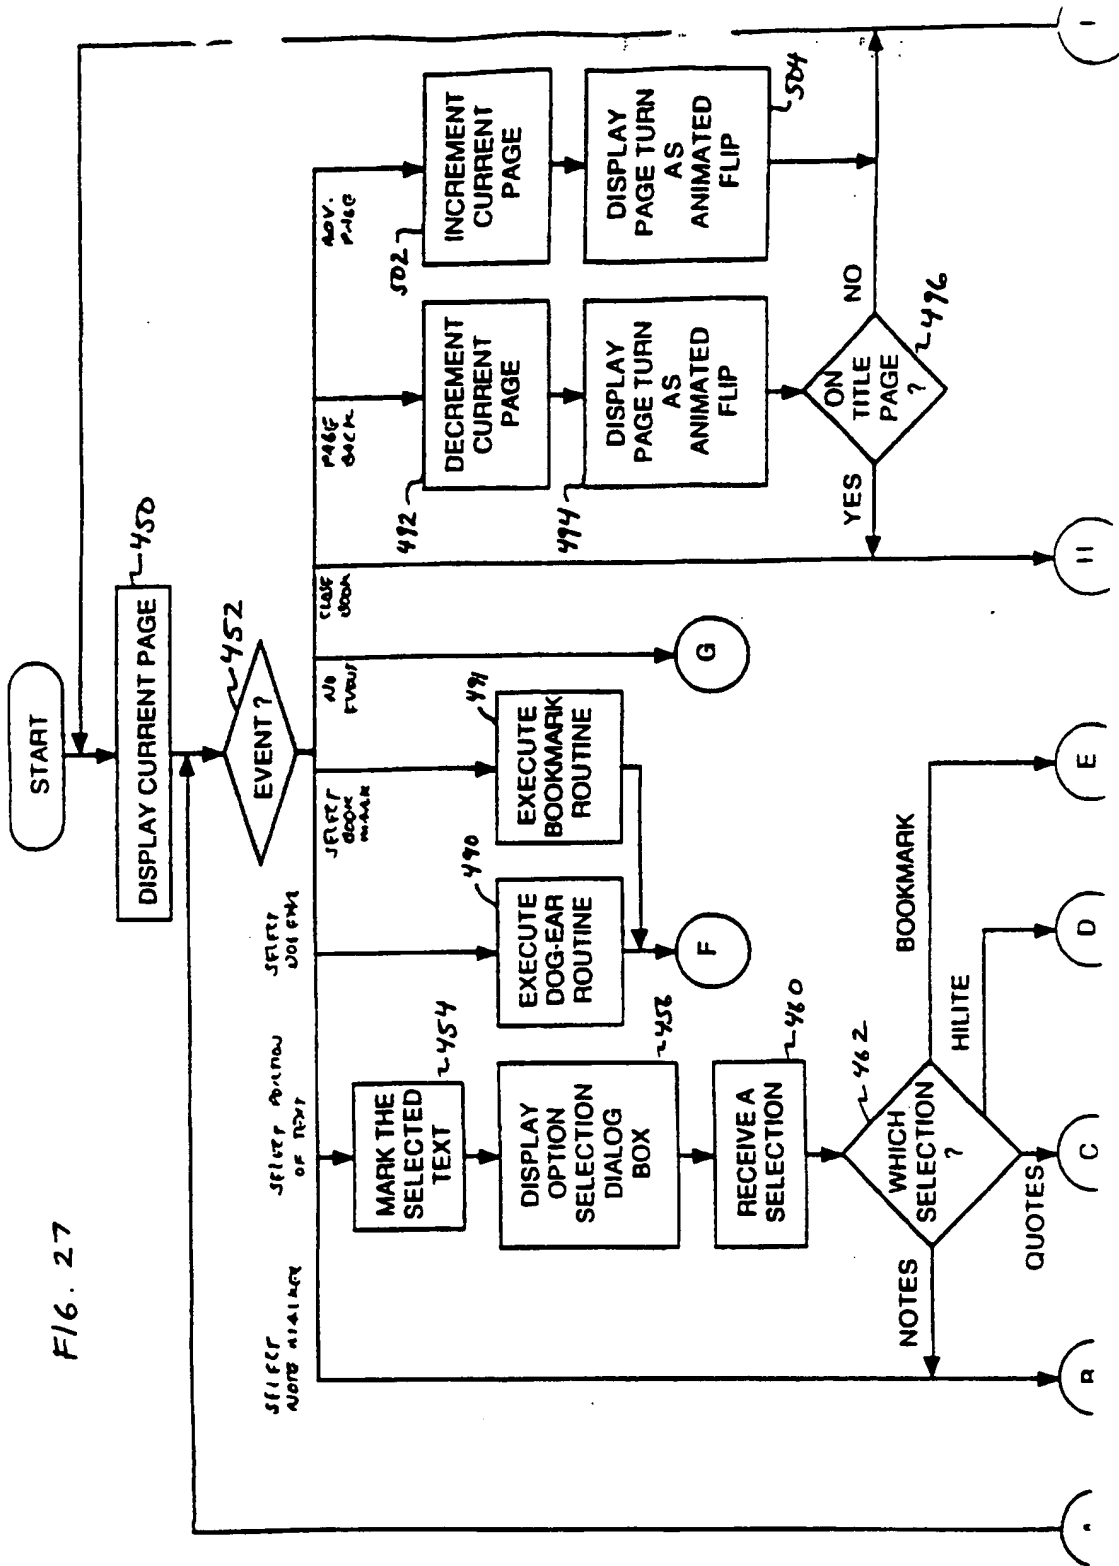 FIG. 27
START
DISPLAY CURRENT PAGE
450
EVENT ?
452
SELECT
NOTE MARKER
SELECT PORTION
OF TEXT
SELECT
DOG EAR
SELECT
BOOK
MARK
NO
EVENT
CLOSE
BOOK
PAGE
BACK
ADV.
PAGE
MARK THE
SELECTED
TEXT
454
DISPLAY
OPTION
SELECTION
DIALOG
BOX
456
RECEIVE A
SELECTION
460
WHICH
SELECTION
?
462
NOTES
QUOTES
HILITE
BOOKMARK
EXECUTE
DOG-EAR
ROUTINE
490
EXECUTE
BOOKMARK
ROUTINE
491
F
G
DECREMENT
CURRENT
PAGE
492
DISPLAY
PAGE TURN
AS
ANIMATED
FLIP
494
ON
TITLE
PAGE
?
496
YES
NO
INCREMENT
CURRENT
PAGE
502
DISPLAY
PAGE TURN
AS
ANIMATED
FLIP
504
B
C
D
E
H
I